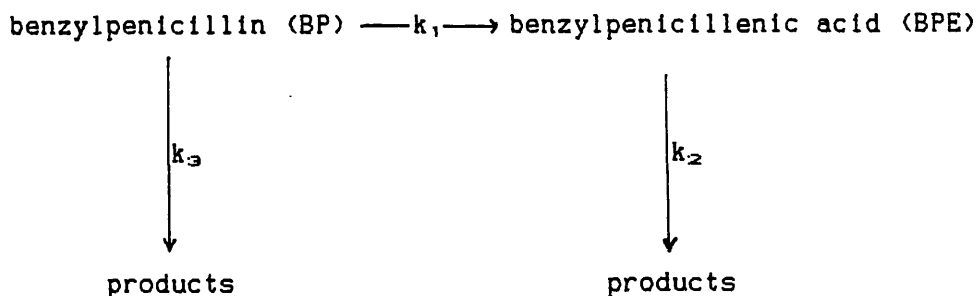 benzylpenicillin (BP) —k₁→ benzylpenicillenic acid (BPE)
k₃ k₂
products products